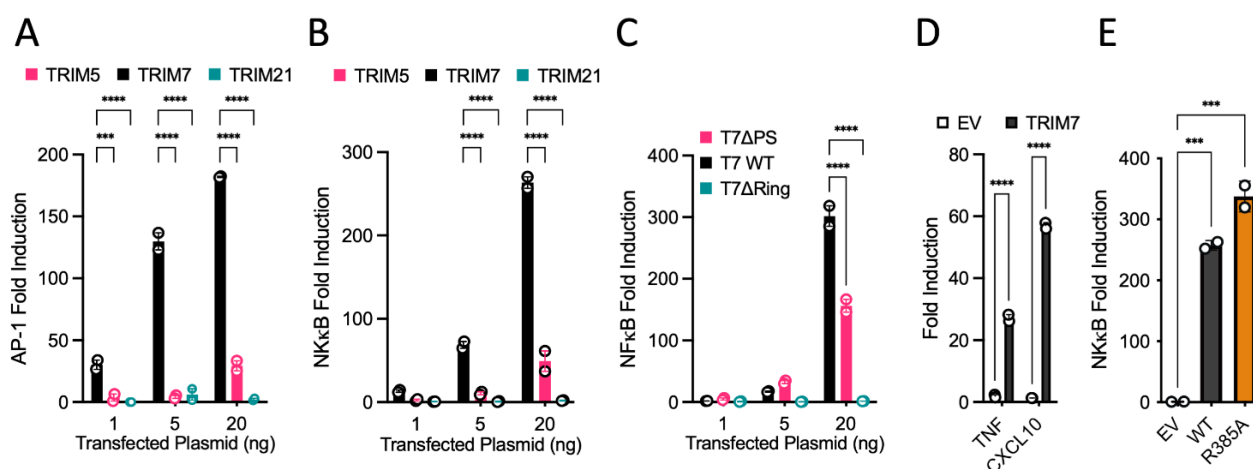 A
TRIM5 TRIM7 TRIM21
**** **** ****
*** **** ****
AP-1 Fold Induction
200
150
100
50
0
1 5 20
Transfected Plasmid (ng)
B
TRIM5 TRIM7 TRIM21
**** ****
**** ****
NKκB Fold Induction
300
200
100
0
1 5 20
Transfected Plasmid (ng)
C
T7ΔPS
T7 WT
T7ΔRing
****
****
NFκB Fold Induction
400
300
200
100
0
1 5 20
Transfected Plasmid (ng)
D
EV TRIM7
****
****
Fold Induction
80
60
40
20
0
TNF
CXCL10
E
***
***
NKκB Fold Induction
400
300
200
100
0
EV
WT
R385A